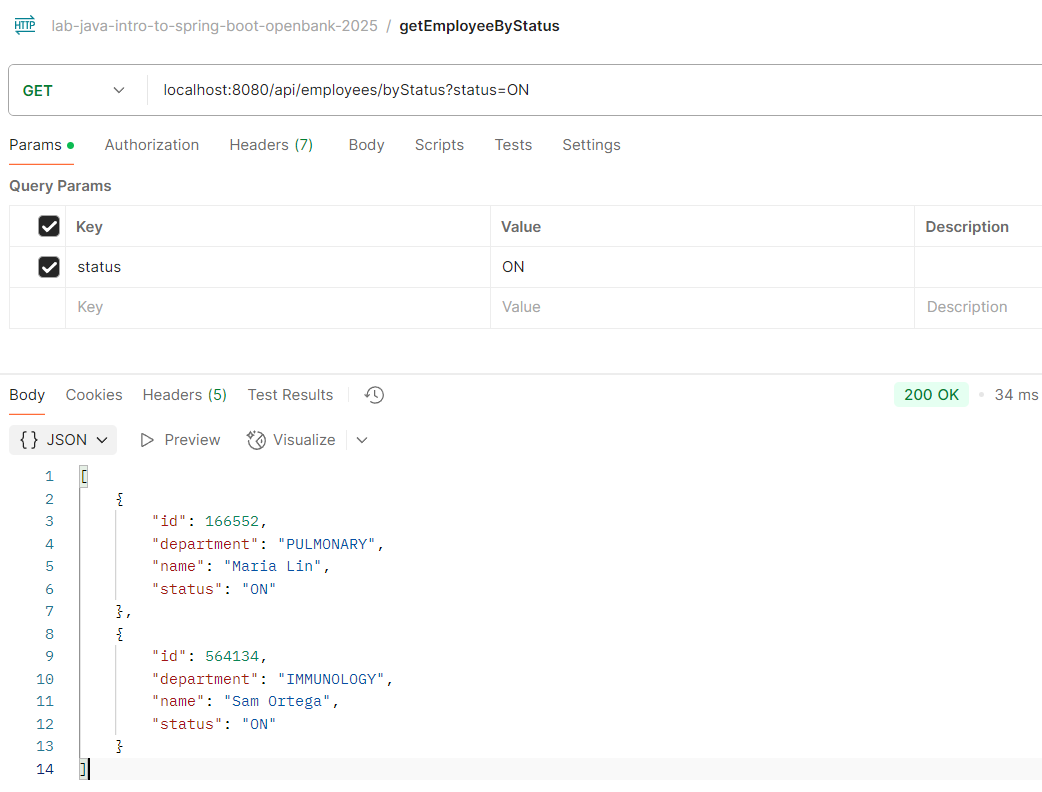 HTTP lab-java-intro-to-spring-boot-openbank-2025 / getEmployeeByStatus
GET localhost:8080/api/employees/byStatus?status=ON
Params Authorization Headers (7) Body Scripts Tests Settings
Query Params
Key Value Description
status ON
Key Value Description
Body Cookies Headers (5) Test Results 200 OK • 34 ms
{} JSON Preview Visualize
1 [
2 {
3 "id": 166552,
4 "department": "PULMONARY",
5 "name": "Maria Lin",
6 "status": "ON"
7 },
8 {
9 "id": 564134,
10 "department": "IMMUNOLOGY",
11 "name": "Sam Ortega",
12 "status": "ON"
13 }
14 ]